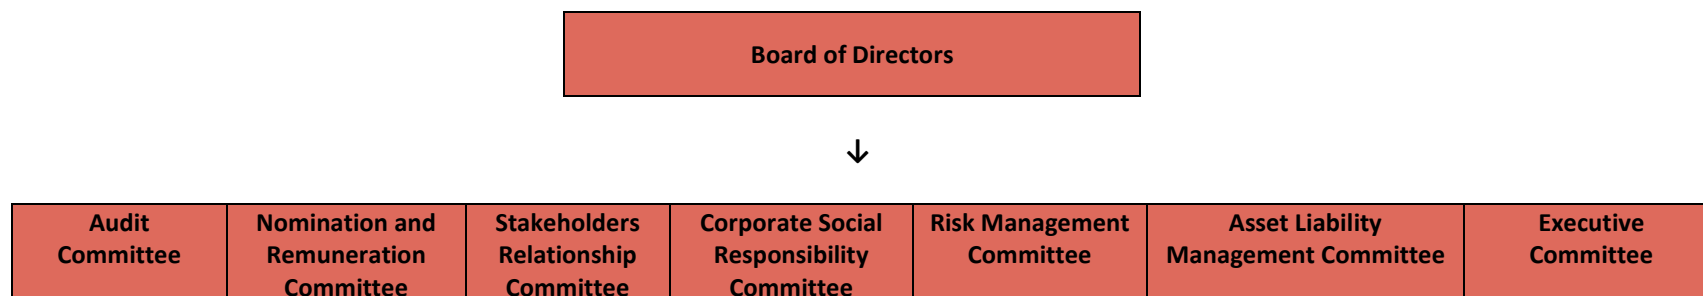 Board of Directors
↓
Audit
Committee
Nomination and
Remuneration
Committee
Stakeholders
Relationship
Committee
Corporate Social
Responsibility
Committee
Risk Management
Committee
Asset Liability
Management Committee
Executive
Committee